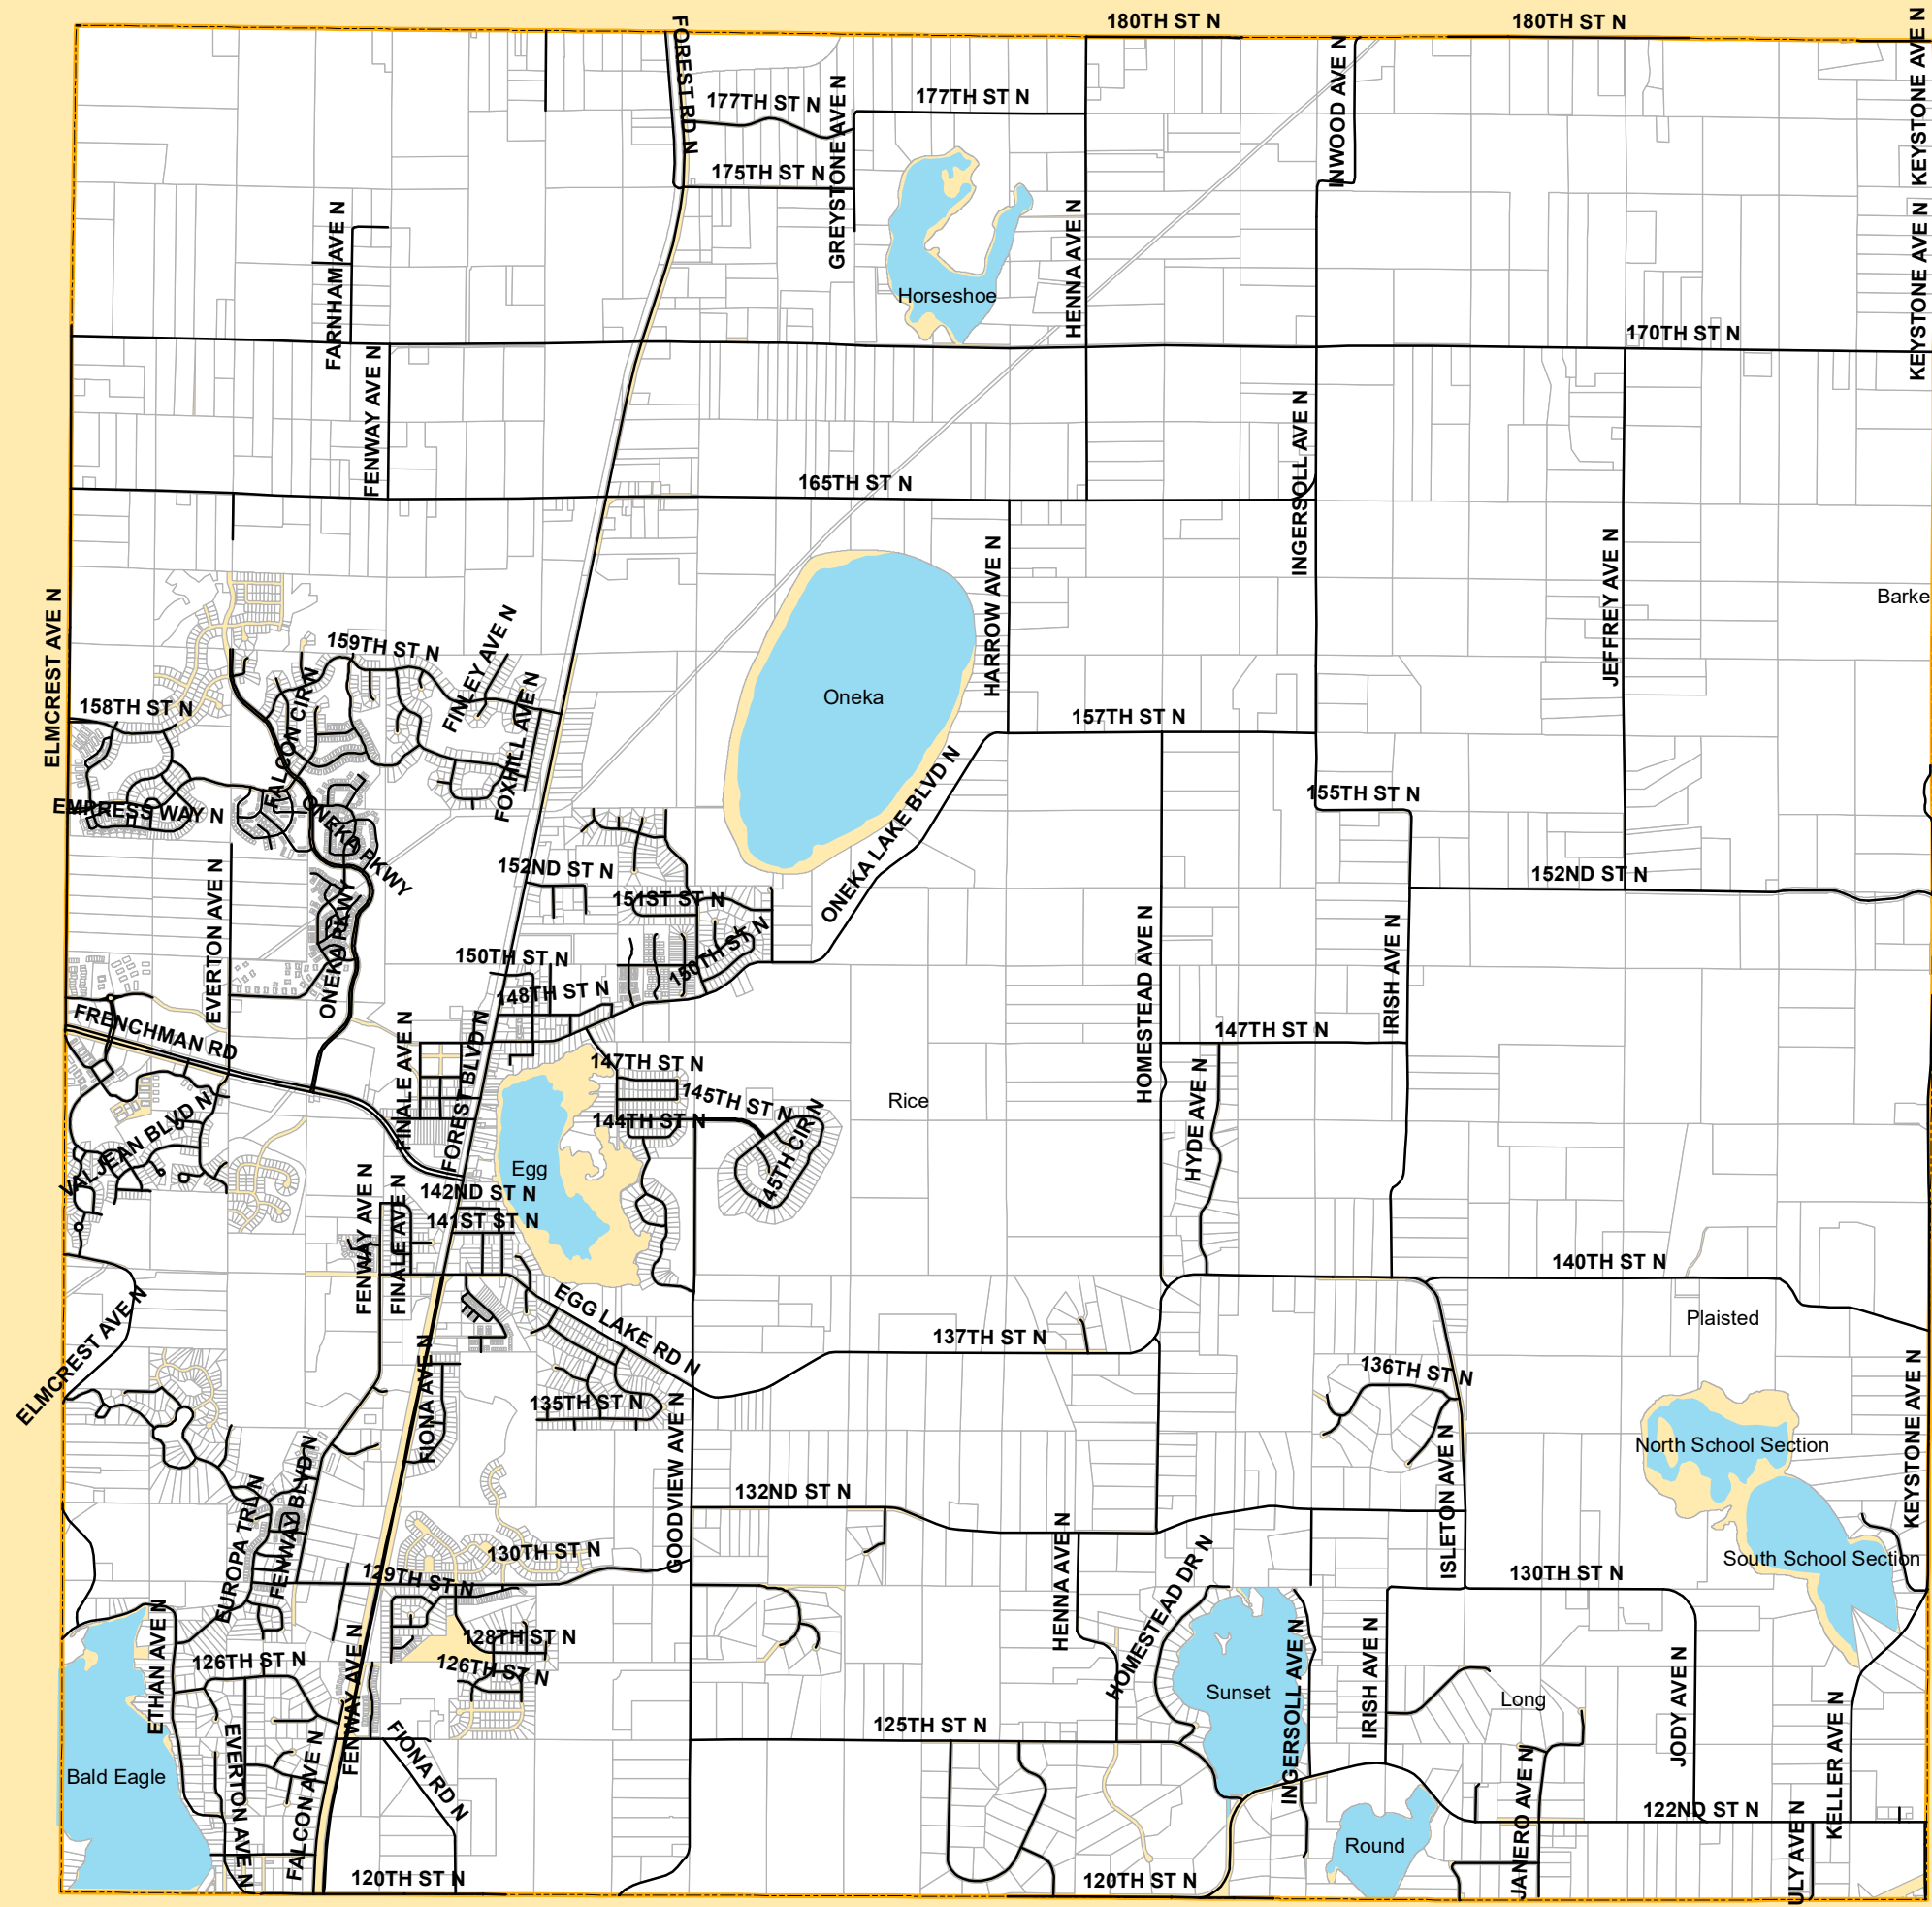 180TH ST N
180TH ST N
KEYSTONE AVE N
FOREST RD N
INWOOD AVE N
177TH ST N
177TH ST N
GREYSTONE AVE N
175TH ST N
FARNHAM AVE N
HENNA AVE N
KEYSTONE AVE N
Horseshoe
170TH ST N
FENWAY AVE N
INGERSOLL AVE N
165TH ST N
HARROW AVE N
JEFFREY AVE N
Barke
ELMCREST AVE N
159TH ST N
FINLEY AVE N
FOXHILL AVE N
FALCON CIR W
Oneka
158TH ST N
157TH ST N
ONEKA LAKE BLVD N
155TH ST N
EMPRESS WAY N
ONEKA PKWY
152ND ST N
152ND ST N
151ST ST N
EVERTON AVE N
ONEKA PKWY
HOMESTEAD AVE N
IRISH AVE N
150TH ST N
150TH ST N
148TH ST N
FRENCHMAN RD
FINALE AVE N
FOREST BLVD N
147TH ST N
147TH ST N
HYDE AVE N
145TH ST N
Rice
VALJEAN BLVD N
144TH ST N
145TH CIR N
Egg
FENWAY AVE N
FINALE AVE N
142ND ST N
141ST ST N
140TH ST N
ELMCREST AVE N
EGG LAKE RD N
Plaisted
137TH ST N
FIONA AVE N
136TH ST N
KEYSTONE AVE N
135TH ST N
GOODVIEW AVE N
ISLETON AVE N
North School Section
EUROPA TRL N
FENWAY BLVD N
132ND ST N
HENNA AVE N
HOMESTEAD DR N
130TH ST N
129TH ST N
South School Section
130TH ST N
ETHAN AVE N
128TH ST N
126TH ST N
126TH ST N
FENWAY AVE N
INGERSOLL AVE N
IRISH AVE N
JODY AVE N
Sunset
Long
KELLER AVE N
125TH ST N
EVERTON AVE N
FALCON AVE N
FIONA RD N
Bald Eagle
JANERO AVE N
122ND ST N
ULY AVE N
Round
120TH ST N
120TH ST N